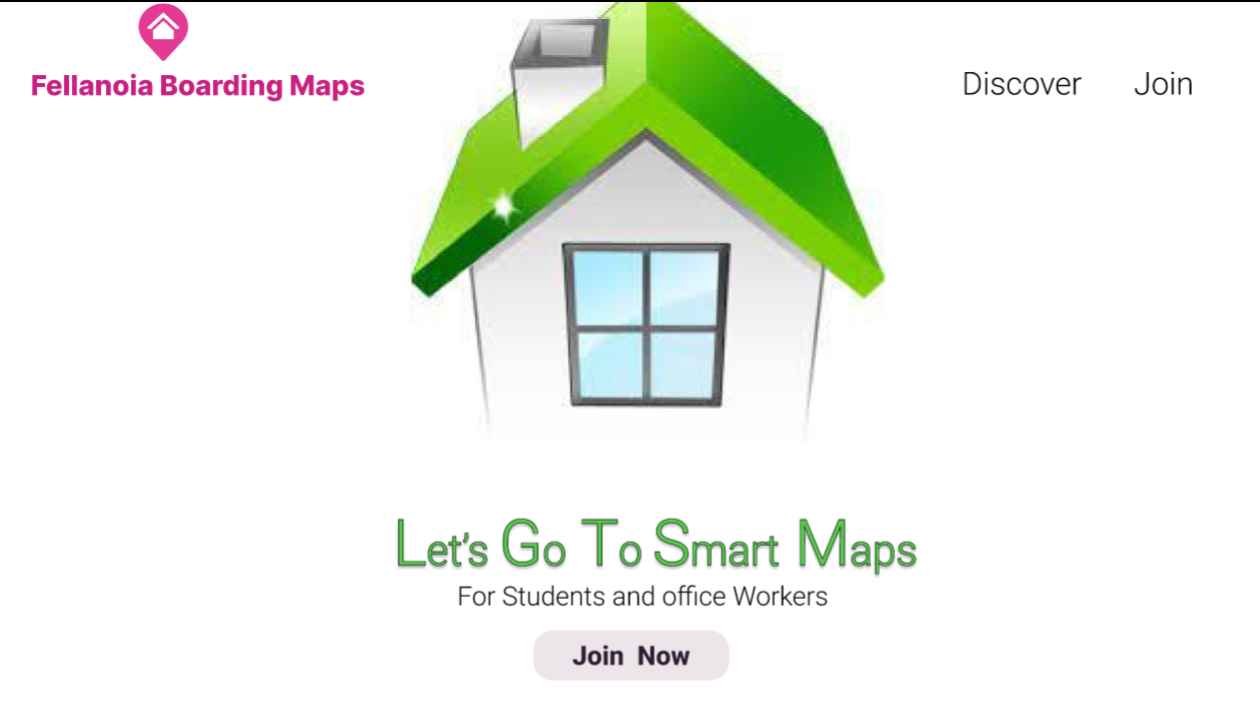 Fellanoia Boarding Maps
Discover
Join
Let's Go To Smart Maps
For Students and office Workers
Join Now